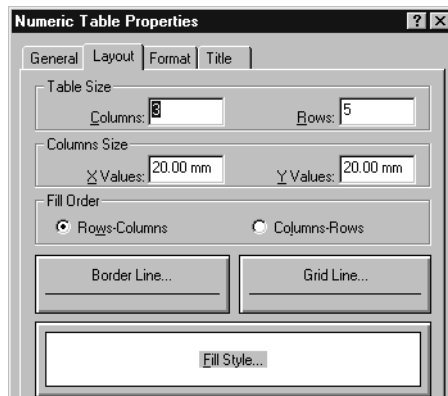 Numeric Table Properties
General Layout Format Title
Table Size
Columns: 3 Rows: 5
Columns Size
X Values: 20.00 mm Y Values: 20.00 mm
Fill Order
Rows-Columns Columns-Rows
Border Line... Grid Line...
Fill Style...